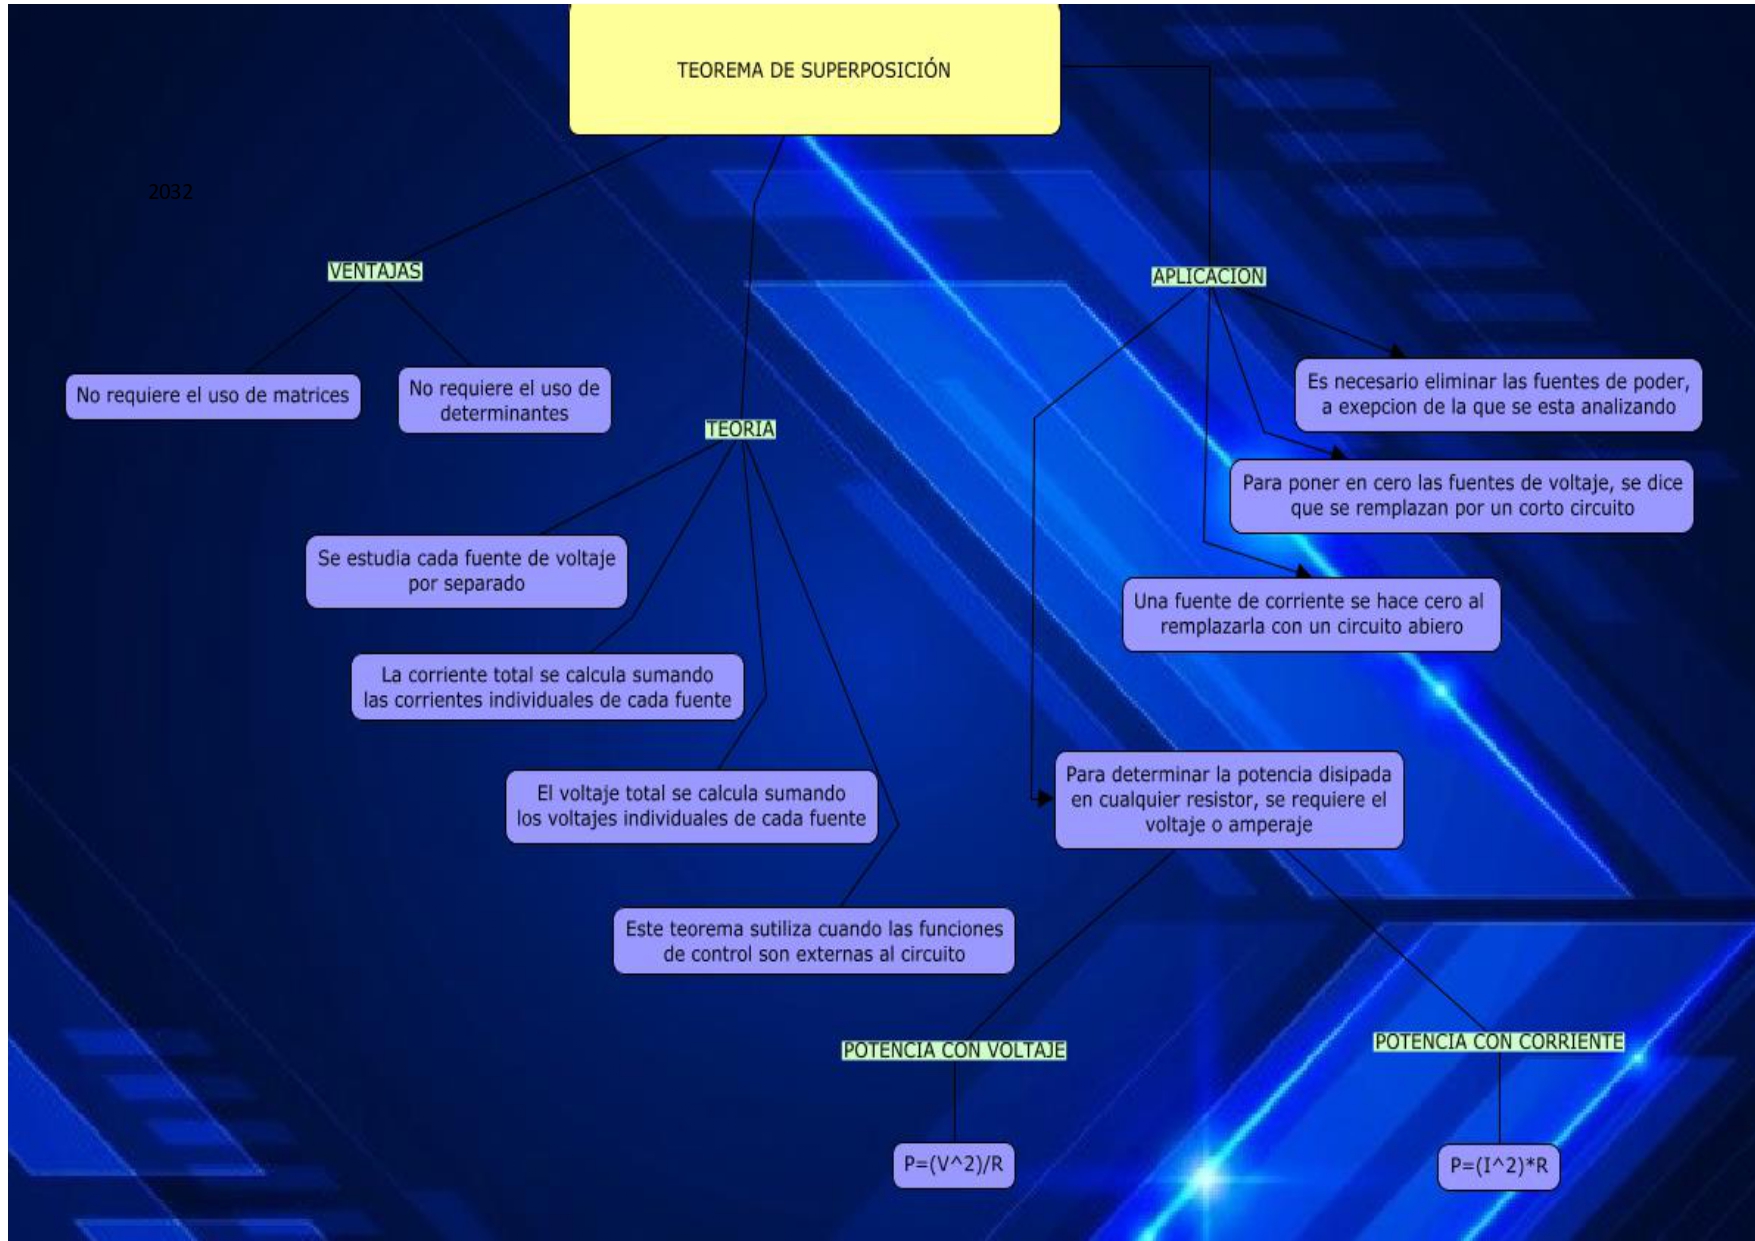 TEOREMA DE SUPERPOSICIÓN
2032
VENTAJAS
No requiere el uso de matrices
No requiere el uso de
determinantes
TEORIA
Se estudia cada fuente de voltaje
por separado
La corriente total se calcula sumando
las corrientes individuales de cada fuente
El voltaje total se calcula sumando
los voltajes individuales de cada fuente
Este teorema sutiliza cuando las funciones
de control son externas al circuito
APLICACION
Es necesario eliminar las fuentes de poder,
a exepcion de la que se esta analizando
Para poner en cero las fuentes de voltaje, se dice
que se remplazan por un corto circuito
Una fuente de corriente se hace cero al
remplazarla con un circuito abiero
Para determinar la potencia disipada
en cualquier resistor, se requiere el
voltaje o amperaje
POTENCIA CON VOLTAJE
P=(V^2)/R
POTENCIA CON CORRIENTE
P=(I^2)*R